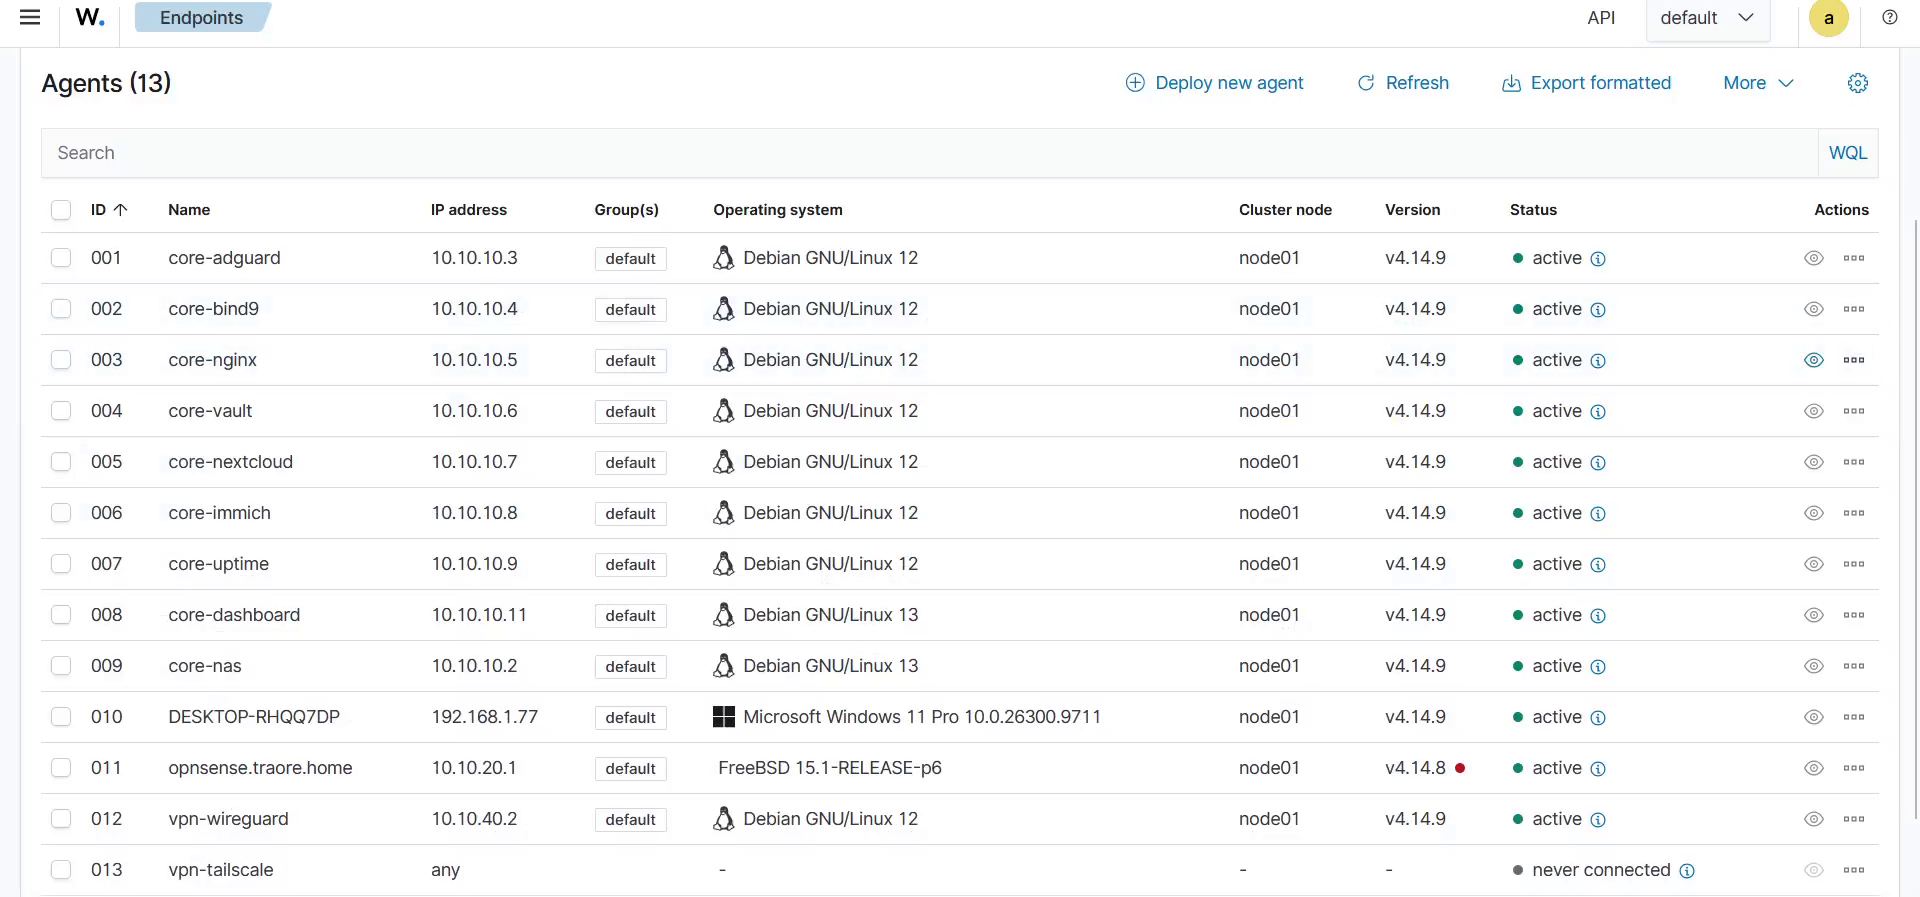 W. Endpoints API default a
Agents (13) Deploy new agent Refresh Export formatted More
Search WQL
ID Name IP address Group(s) Operating system Cluster node Version Status Actions
001 core-adguard 10.10.10.3 default Debian GNU/Linux 12 node01 v4.14.9 active
002 core-bind9 10.10.10.4 default Debian GNU/Linux 12 node01 v4.14.9 active
003 core-nginx 10.10.10.5 default Debian GNU/Linux 12 node01 v4.14.9 active
004 core-vault 10.10.10.6 default Debian GNU/Linux 12 node01 v4.14.9 active
005 core-nextcloud 10.10.10.7 default Debian GNU/Linux 12 node01 v4.14.9 active
006 core-immich 10.10.10.8 default Debian GNU/Linux 12 node01 v4.14.9 active
007 core-uptime 10.10.10.9 default Debian GNU/Linux 12 node01 v4.14.9 active
008 core-dashboard 10.10.10.11 default Debian GNU/Linux 13 node01 v4.14.9 active
009 core-nas 10.10.10.2 default Debian GNU/Linux 13 node01 v4.14.9 active
010 DESKTOP-RHQQ7DP 192.168.1.77 default Microsoft Windows 11 Pro 10.0.26300.9711 node01 v4.14.9 active
011 opnsense.traore.home 10.10.20.1 default FreeBSD 15.1-RELEASE-p6 node01 v4.14.8 active
012 vpn-wireguard 10.10.40.2 default Debian GNU/Linux 12 node01 v4.14.9 active
013 vpn-tailscale any - - - never connected